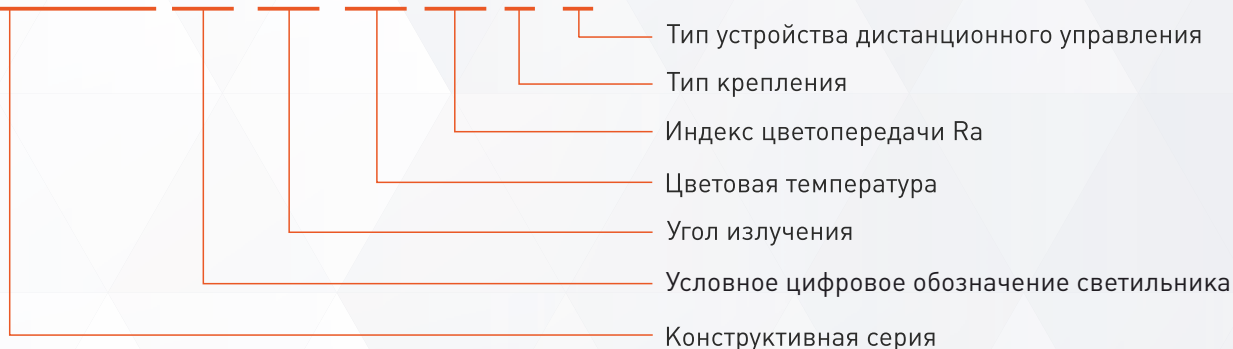 Тип устройства дистанционного управления
Тип крепления
Индекс цветопередачи Ra
Цветовая температура
Угол излучения
Условное цифровое обозначение светильника
Конструктивная серия